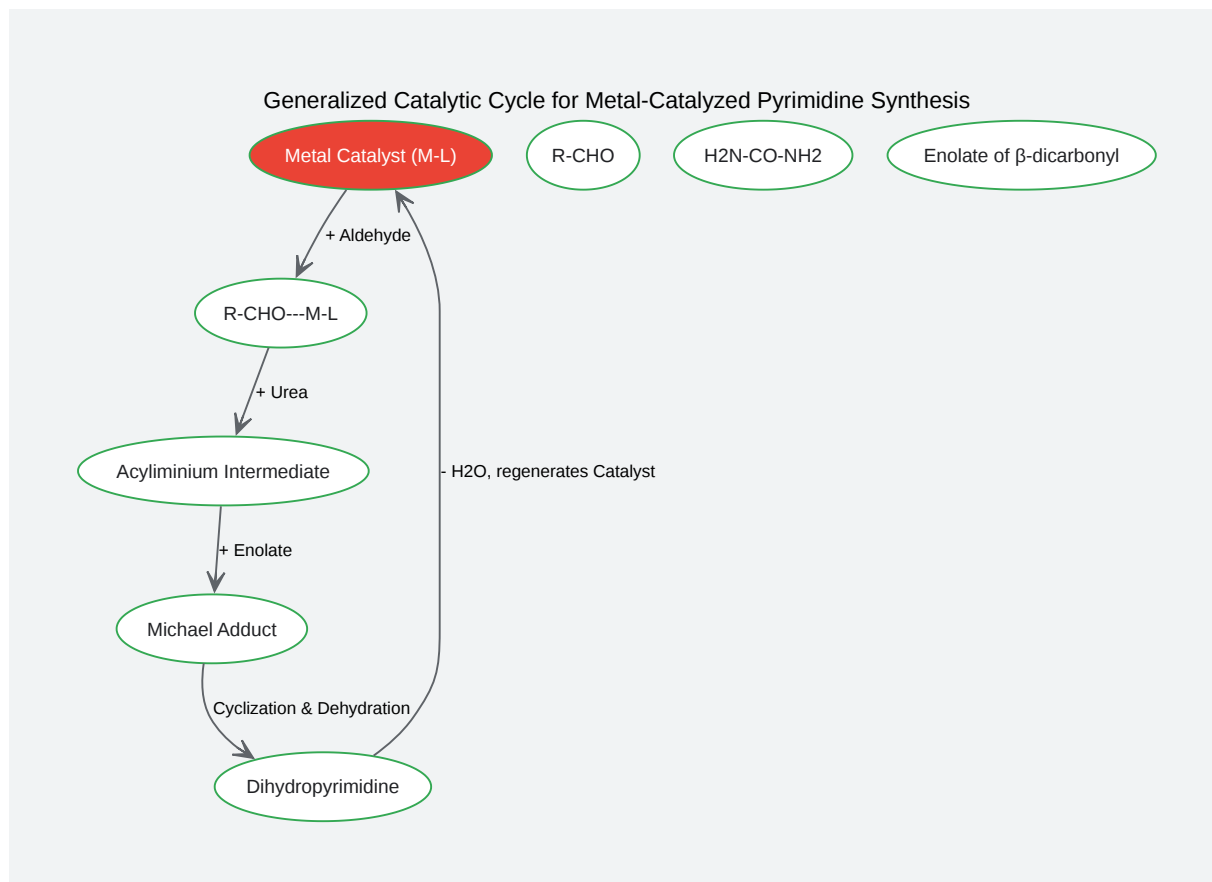 Generalized Catalytic Cycle for Metal-Catalyzed Pyrimidine Synthesis
Metal Catalyst (M-L)
R-CHO
H2N-CO-NH2
Enolate of β-dicarbonyl
+ Aldehyde
R-CHO---M-L
+ Urea
Acyliminium Intermediate
- H2O, regenerates Catalyst
+ Enolate
Michael Adduct
Cyclization & Dehydration
Dihydropyrimidine